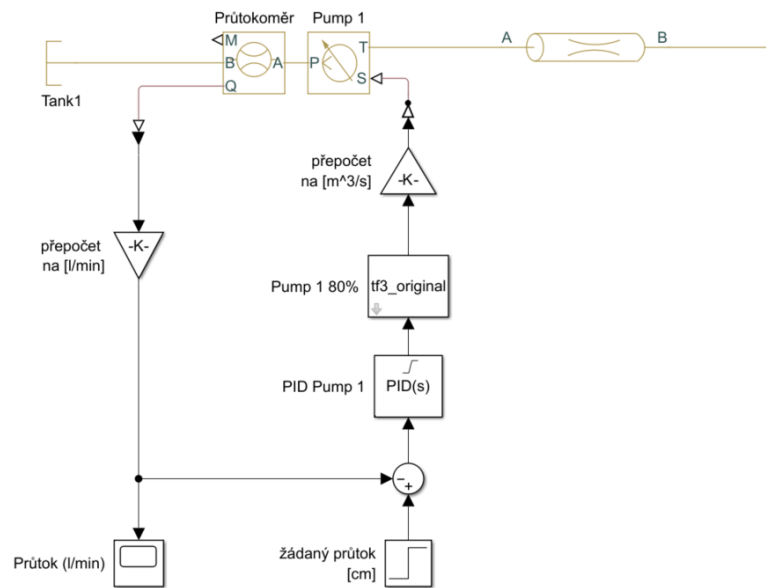 Průtokoměr
Pump 1
M
B
A
Q
P
T
S
A
B
Tank1
přepočet
na [m^3/s]
-K-
přepočet
na [l/min]
-K-
Pump 1 80%
tf3_original
PID Pump 1
PID(s)
Průtok (l/min)
žádaný průtok
[cm]